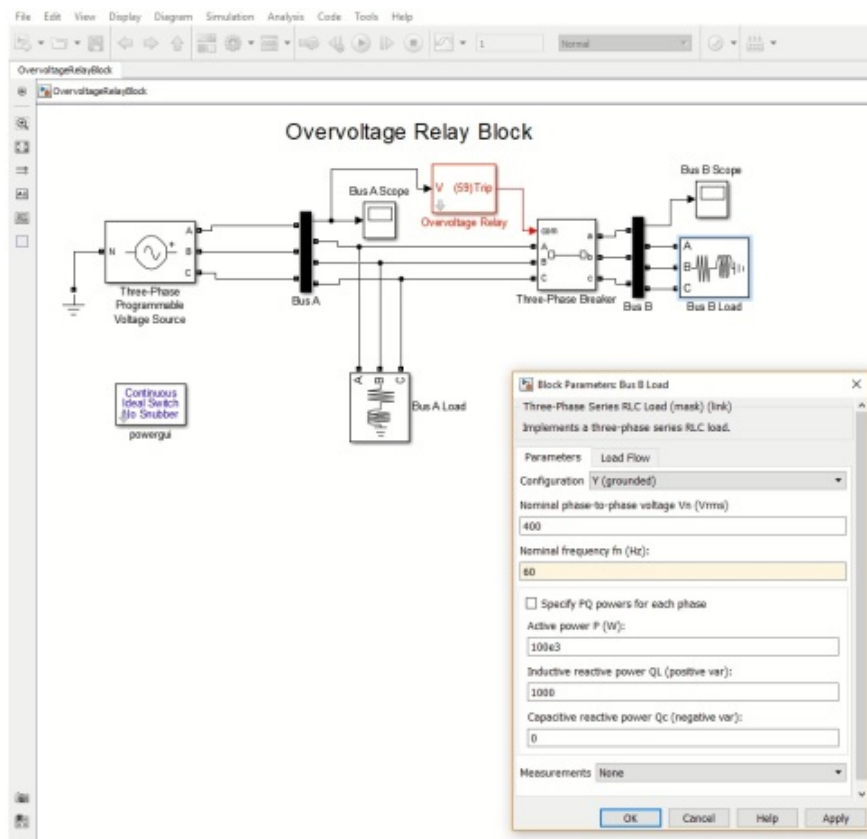 File Edit View Display Diagram Simulation Analysis Code Tools Help
1 Normal
OvervoltageRelayBlock
OvervoltageRelayBlock
Overvoltage Relay Block
Bus B Scope
Bus A Scope
V (59)Trip
Overvoltage Relay
N A B C
Three-Phase
Programmable
Voltage Source
Bus A
com
A a
B b
C c
Three-Phase Breaker
Bus B
A
B
C
Bus B Load
A B C
Bus A Load
Continuous
Ideal Switch
No Snubber
powergui
Block Parameters: Bus B Load
Three-Phase Series RLC Load (mask) (link)
Implements a three-phase series RLC load.
Parameters Load Flow
Configuration Y (grounded)
Nominal phase-to-phase voltage Vn (Vrms)
400
Nominal frequency fn (Hz):
60
Specify PQ powers for each phase
Active power P (W):
100e3
Inductive reactive power QL (positive var):
1000
Capacitive reactive power Qc (negative var):
0
Measurements None
OK Cancel Help Apply